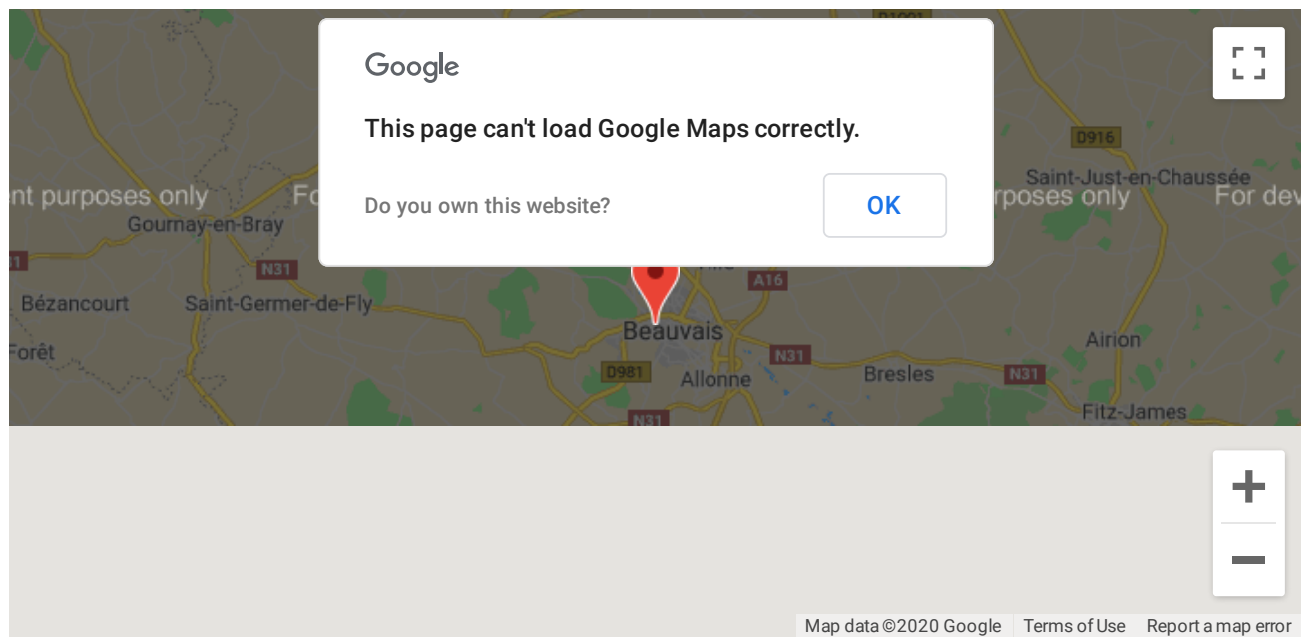 D1001
Google
This page can't load Google Maps correctly.
D916
Saint-Just-en-Chaussée
nt purposes only
Fo
rposes only
For dev
Do you own this website?
OK
Gournay-en-Bray
N31
A16
Bézancourt
Saint-Germer-de-Fly
Beauvais
Airion
Forêt
N31
D981
Allonne
Bresles
N31
Fitz-James
N31
Map data ©2020 Google
Terms of Use
Report a map error